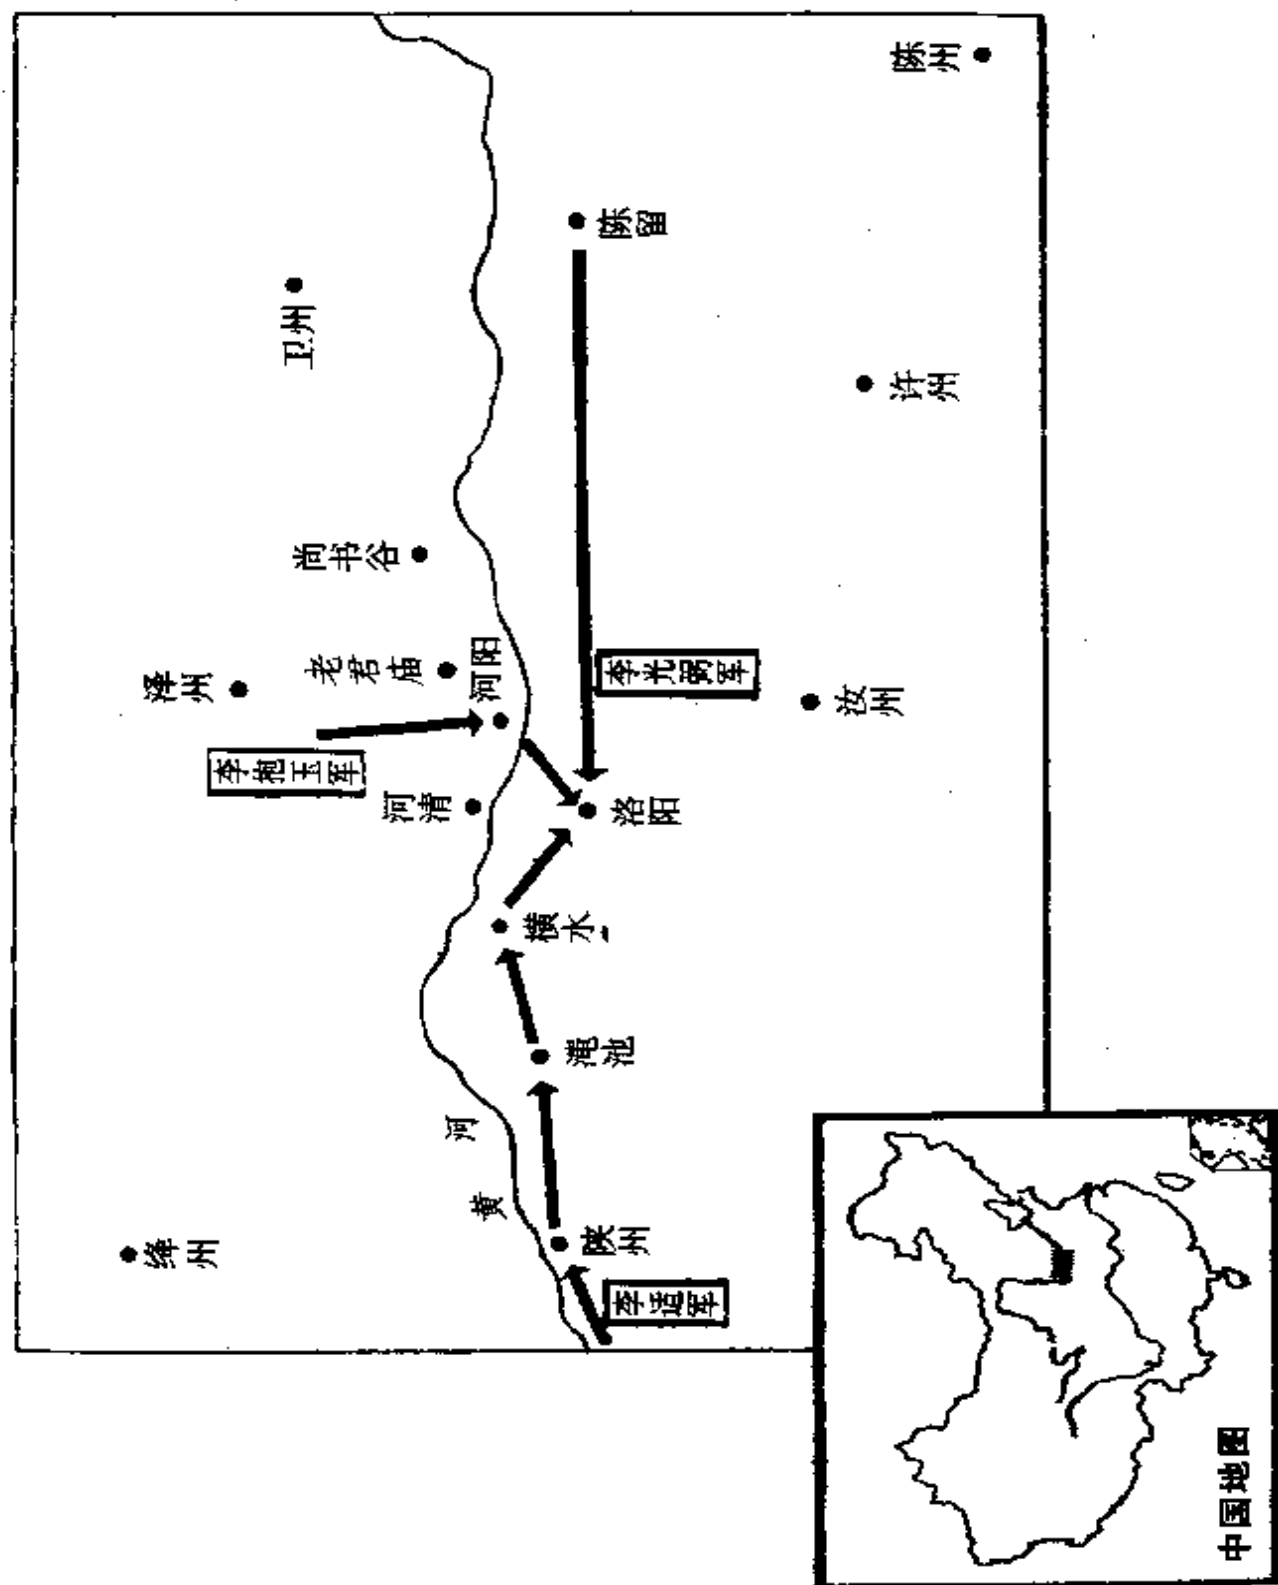 绛州
泽州
卫州
李抱玉军
尚书谷
老君庙
河清
河阳
黄河
陕州
渑池
横水
洛阳
陈留
李光弼军
李适军
汝州
许州
陈州
中国地图